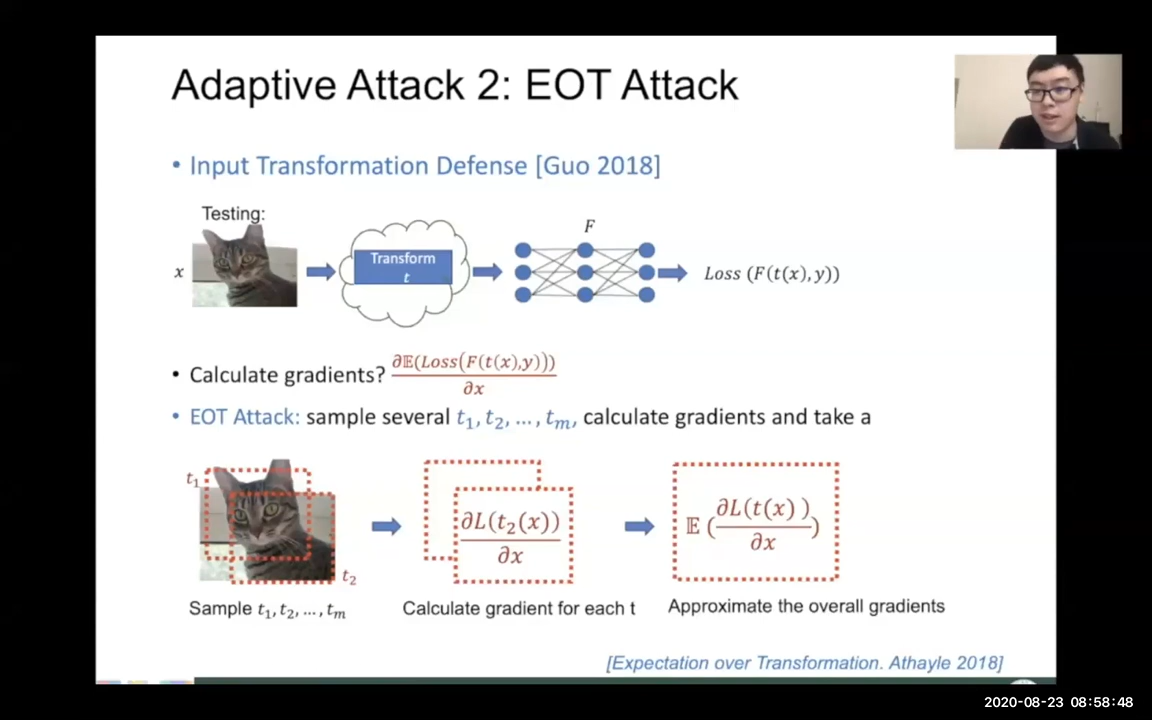 Adaptive Attack 2: EOT Attack
• Input Transformation Defense [Guo 2018]
Testing:
x
Transform
t
F
Loss (F(t(x),y))
• Calculate gradients? ∂𝔼(Loss(F(t(x),y))) / ∂x
• EOT Attack: sample several t₁, t₂, ..., tₘ, calculate gradients and take a
t₁
t₂
∂L(t₂(x)) / ∂x
𝔼 (∂L(t(x)) / ∂x)
Sample t₁, t₂, ..., tₘ
Calculate gradient for each t
Approximate the overall gradients
[Expectation over Transformation. Athayle 2018]
2020-08-23 08:58:48